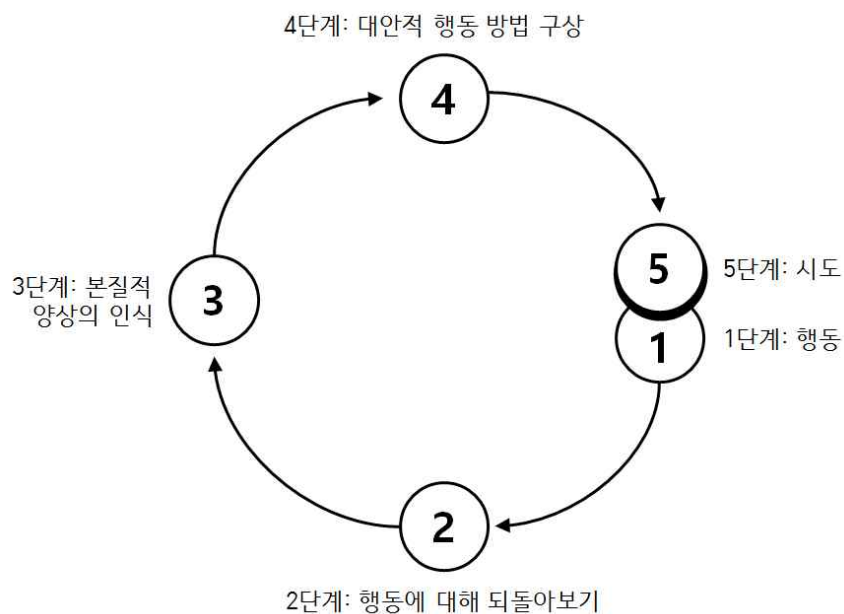 4단계: 대안적 행동 방법 구상
4
5
5단계: 시도
3단계: 본질적
양상의 인식
3
1
1단계: 행동
2
2단계: 행동에 대해 되돌아보기